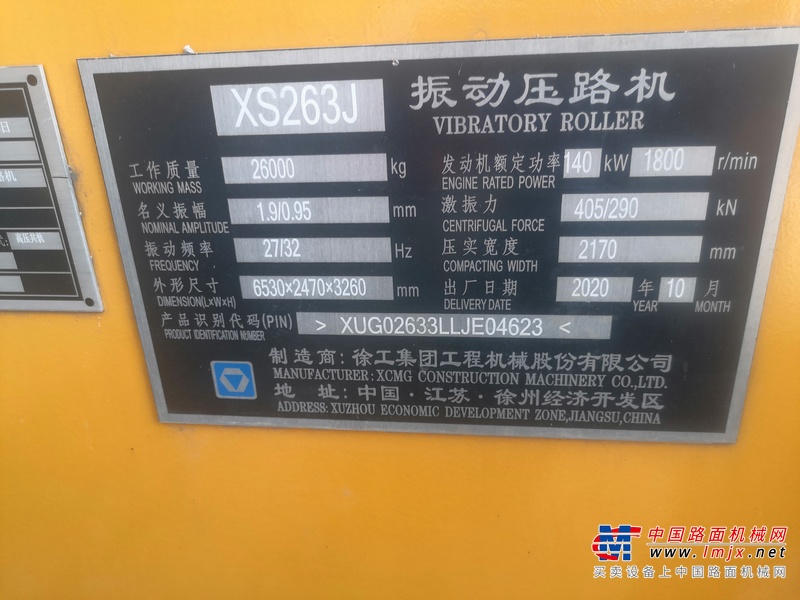 日
路机
式: 高压共轨
XS263J 振动压路机
VIBRATORY ROLLER
工作质量 26000 kg 发动机额定功率 140 kW 1800 r/min
WORKING MASS ENGINE RATED POWER
名义振幅 1.9/0.95 mm 激振力 405/290 kN
NOMINAL AMPLITUDE CENTRIFUGAL FORCE
振动频率 27/32 Hz 压实宽度 2170 mm
FREQUENCY COMPACTING WIDTH
外形尺寸 6530×2470×3260 mm 出厂日期 2020 年 10 月
DIMENSION(L×W×H) DELIVERY DATE YEAR MONTH
产品识别代码(PIN) > XUG02633LLJE04623 <
PRODUCT IDENTIFICATION NUMBER
制造商: 徐工集团工程机械股份有限公司
MANUFACTURER: XCMG CONSTRUCTION MACHINERY CO.,LTD.
地 址: 中国·江苏·徐州经济开发区
ADDRESS: XUZHOU ECONOMIC DEVELOPMENT ZONE,JIANGSU,CHINA
中国路面机械网
www.lmjx.net
买卖设备上中国路面机械网